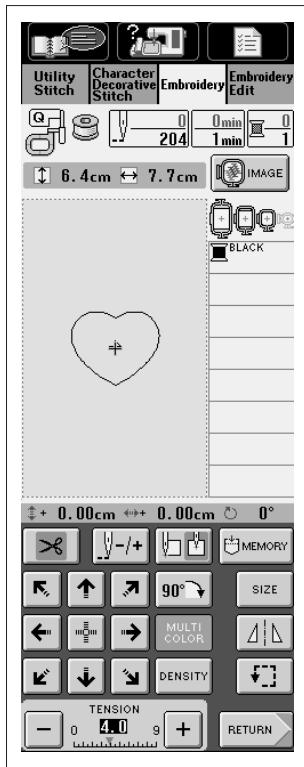 Utility Stitch
Character Decorative Stitch
Embroidery
Embroidery Edit
Q
0 0min 0
204 1min 1
6.4cm 7.7cm IMAGE
BLACK
+ 0.00cm + 0.00cm 0°
-/+ MEMORY
90° SIZE
MULTI COLOR
DENSITY
TENSION
− 0 4.0 9 + RETURN